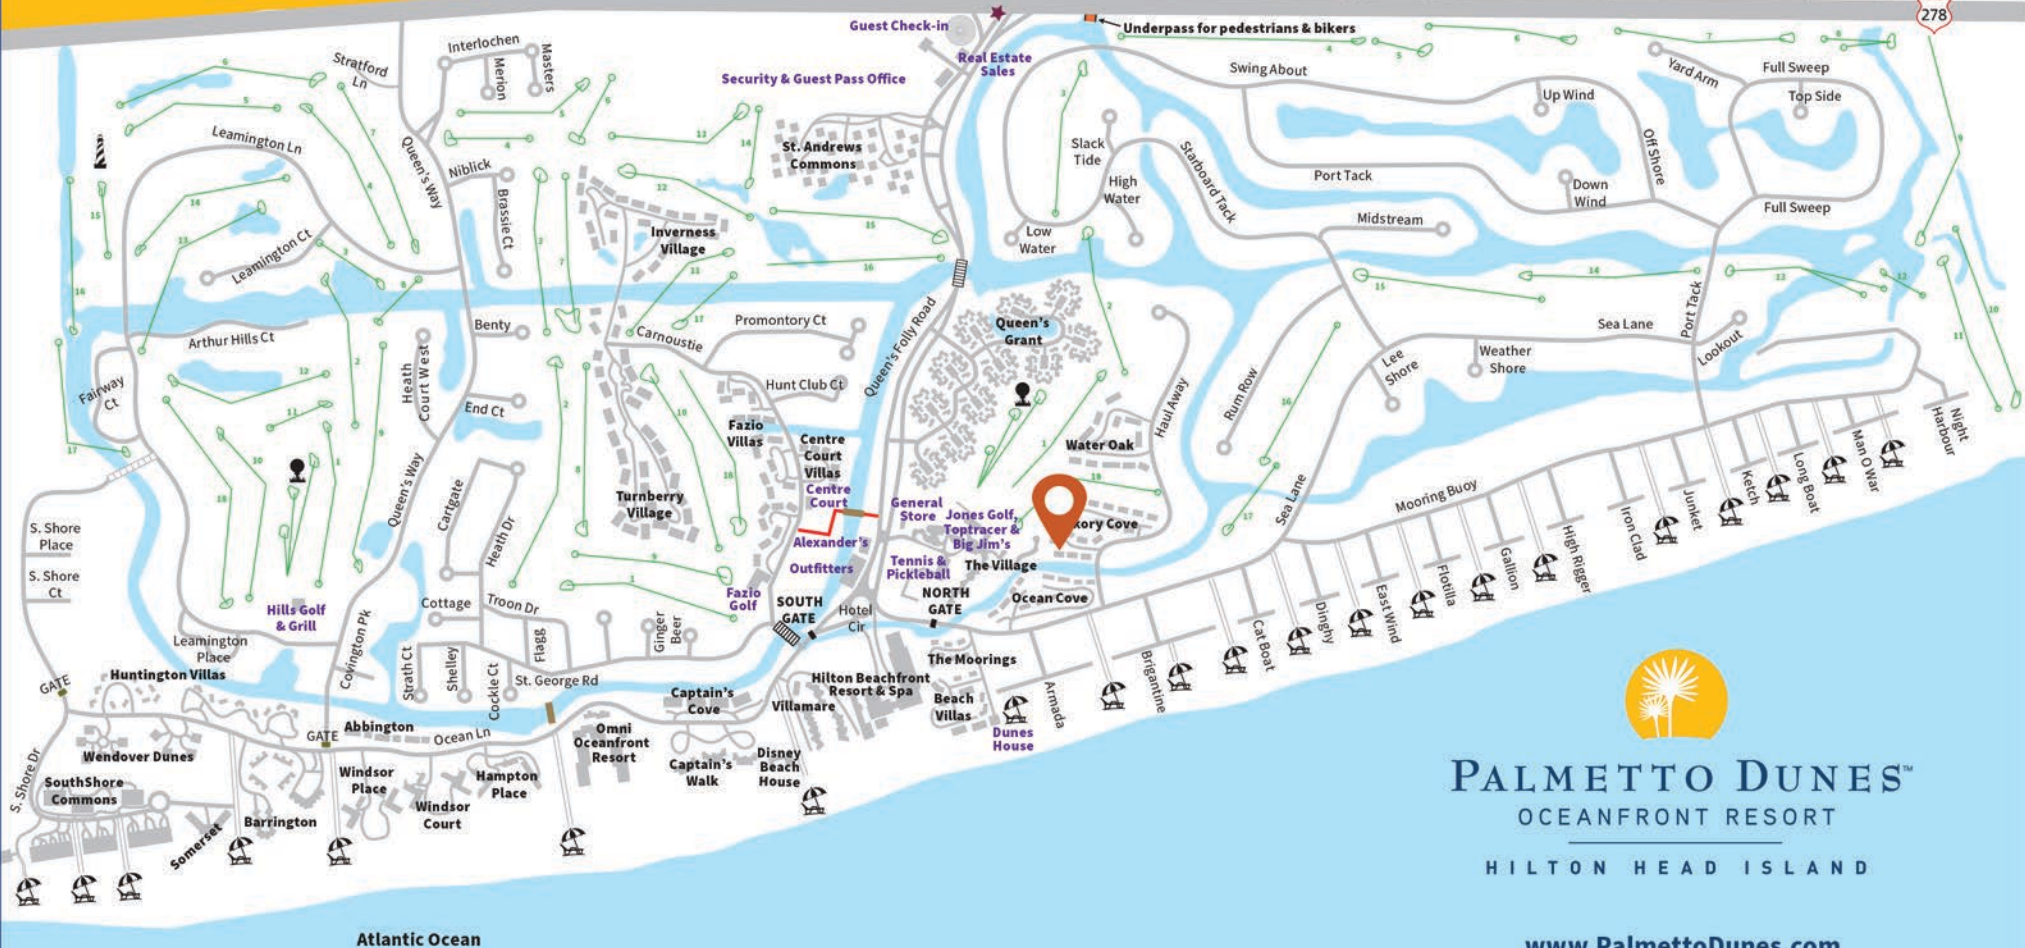 278
Guest Check-in
Underpass for pedestrians & bikers
Real Estate
Sales
Security & Guest Pass Office
Interlochen
Merion
Masters
Stratford
Ln
Leamington Ln
Queen's Way
Niblick
Brassie Ct
St. Andrews
Commons
Inverness
Village
Leamington Ct
Swing About
Up Wind
Yard Arm
Full Sweep
Top Side
Off Shore
Slack
Tide
High
Water
Low
Water
Starboard Tack
Port Tack
Down
Wind
Midstream
Full Sweep
Arthur Hills Ct
Benty
Heath
Court West
Fairway
Ct
End Ct
Carnoustie
Promontory Ct
Hunt Club Ct
Queen's Folly Road
Queen's
Grant
Haul Away
Rum Row
Lee
Shore
Weather
Shore
Sea Lane
Port Tack
Lookout
Night
Harbour
Fazio
Villas
Centre
Court
Villas
Centre
Court
Water Oak
Turnberry
Village
Queen's Way
Cartgate
Heath Dr
General
Store
Jones Golf,
Toptracer &
Big Jim's
kory Cove
Alexander's
Outfitters
Tennis &
Pickleball
The Village
Sea Lane
Mooring Buoy
S. Shore
Place
S. Shore
Ct
Hills Golf
& Grill
Leamington
Place
Covington Pk
Cottage
Troon Dr
Flagg
Ginger
Beer
Fazio
Golf
SOUTH
GATE
Hotel
Cir
NORTH
GATE
Ocean Cove
Strath Ct
Shelley
Cockle Ct
St. George Rd
Huntington Villas
GATE
GATE
Abbington
Ocean Ln
Captain's
Cove
Villamare
Hilton Beachfront
Resort & Spa
The Moorings
Beach
Villas
Dunes
House
Armada
Brigantine
Cat Boat
Dinghy
East Wind
Flotilla
Gallion
High Rigger
Iron Clad
Junket
Ketch
Long Boat
Man O War
Wendover Dunes
S. Shore Dr
SouthShore
Commons
Somerset
Barrington
Windsor
Place
Windsor
Court
Hampton
Place
Omni
Oceanfront
Resort
Captain's
Walk
Disney
Beach
House
PALMETTO DUNES™
OCEANFRONT RESORT
HILTON HEAD ISLAND
Atlantic Ocean
www.PalmettoDunes.com